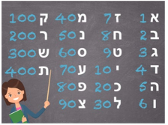 א 1 ז 7 מ 40 ק 100
ב 2 ח 8 נ 50 ר 200
ג 3 ט 9 ס 60 ש 300
ד 4 י 10 ע 70 ת 400
ה 5 כ 20 פ 80
ו 6 ל 30 צ 90